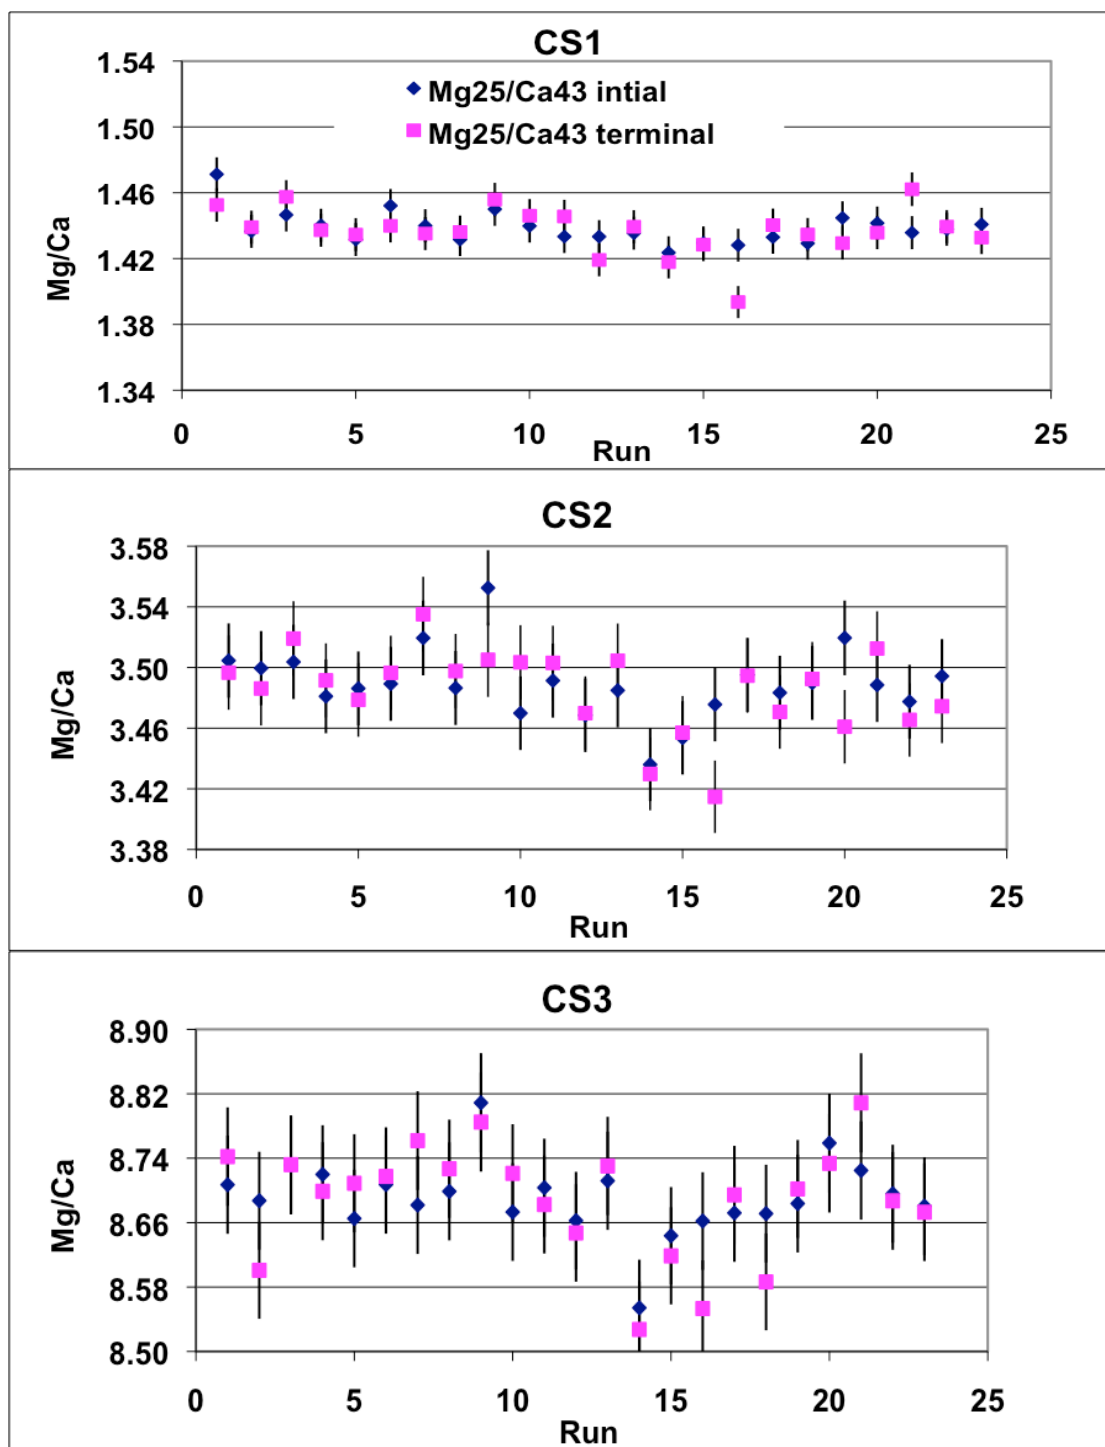 CS1
Mg25/Ca43 intial
Mg25/Ca43 terminal
Mg/Ca
1.54
1.50
1.46
1.42
1.38
1.34
0 5 10 15 20 25
Run
CS2
Mg/Ca
3.58
3.54
3.50
3.46
3.42
3.38
0 5 10 15 20 25
Run
CS3
Mg/Ca
8.90
8.82
8.74
8.66
8.58
8.50
0 5 10 15 20 25
Run